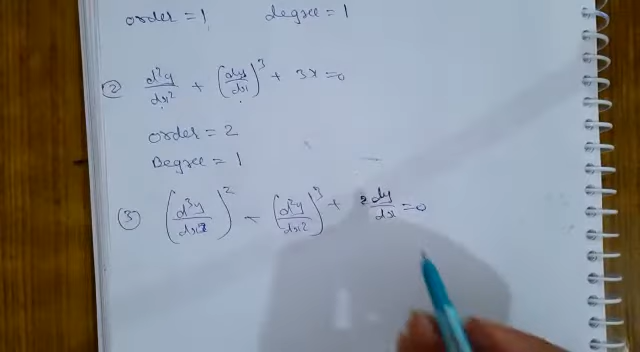 order = 1 degree = 1
② d²y/dx² + (dy/dx)³ + 3x = 0
order = 2
Degree = 1
③ (d³y/dx³)² - (d²y/dx²)³ + 2 dy/dx = 0